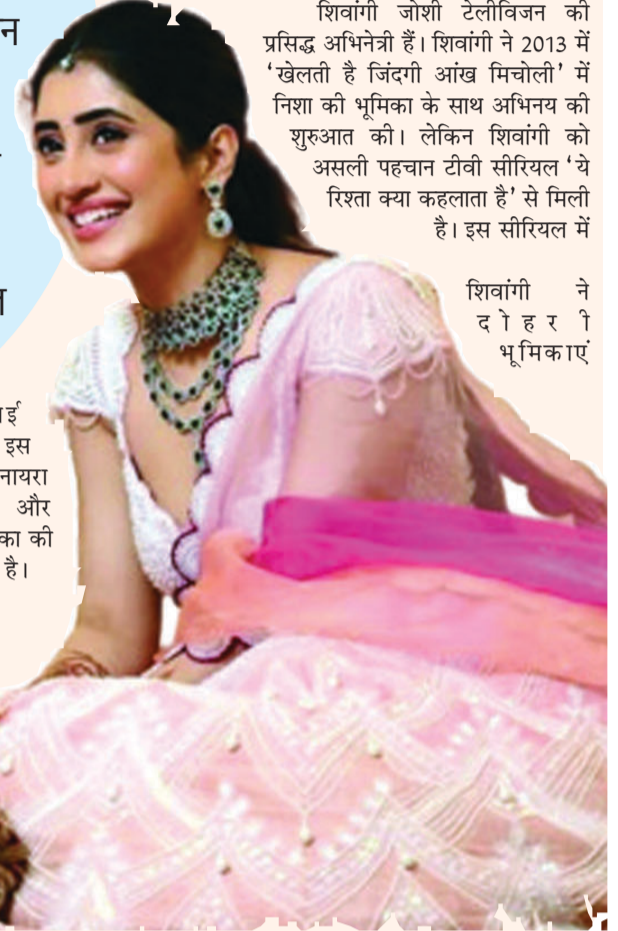 न
शिवांगी जोशी टेलीविजन की
प्रसिद्ध अभिनेत्री हैं। शिवांगी ने 2013 में
‘खेलती है जिंदगी आंख मिचोली’ में
निशा की भूमिका के साथ अभिनय की
शुरुआत की। लेकिन शिवांगी को
असली पहचान टीवी सीरियल ‘ये
रिश्ता क्या कहलाता है’ से मिली
है। इस सीरियल में
शिवांगी ने
दोहरी
भूमिकाएं
इस
नायरा
और
की
है।